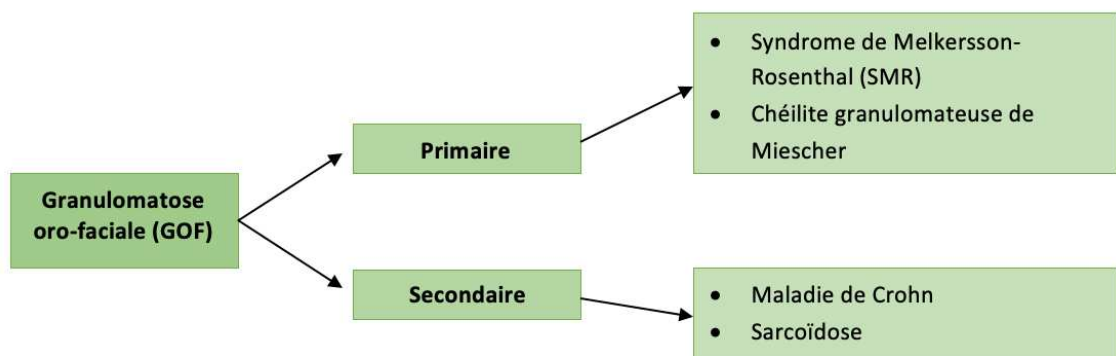 Granulomatose
oro-faciale (GOF)
Primaire
• Syndrome de Melkersson-
Rosenthal (SMR)
• Chéilite granulomateuse de
Miescher
Secondaire
• Maladie de Crohn
• Sarcoïdose